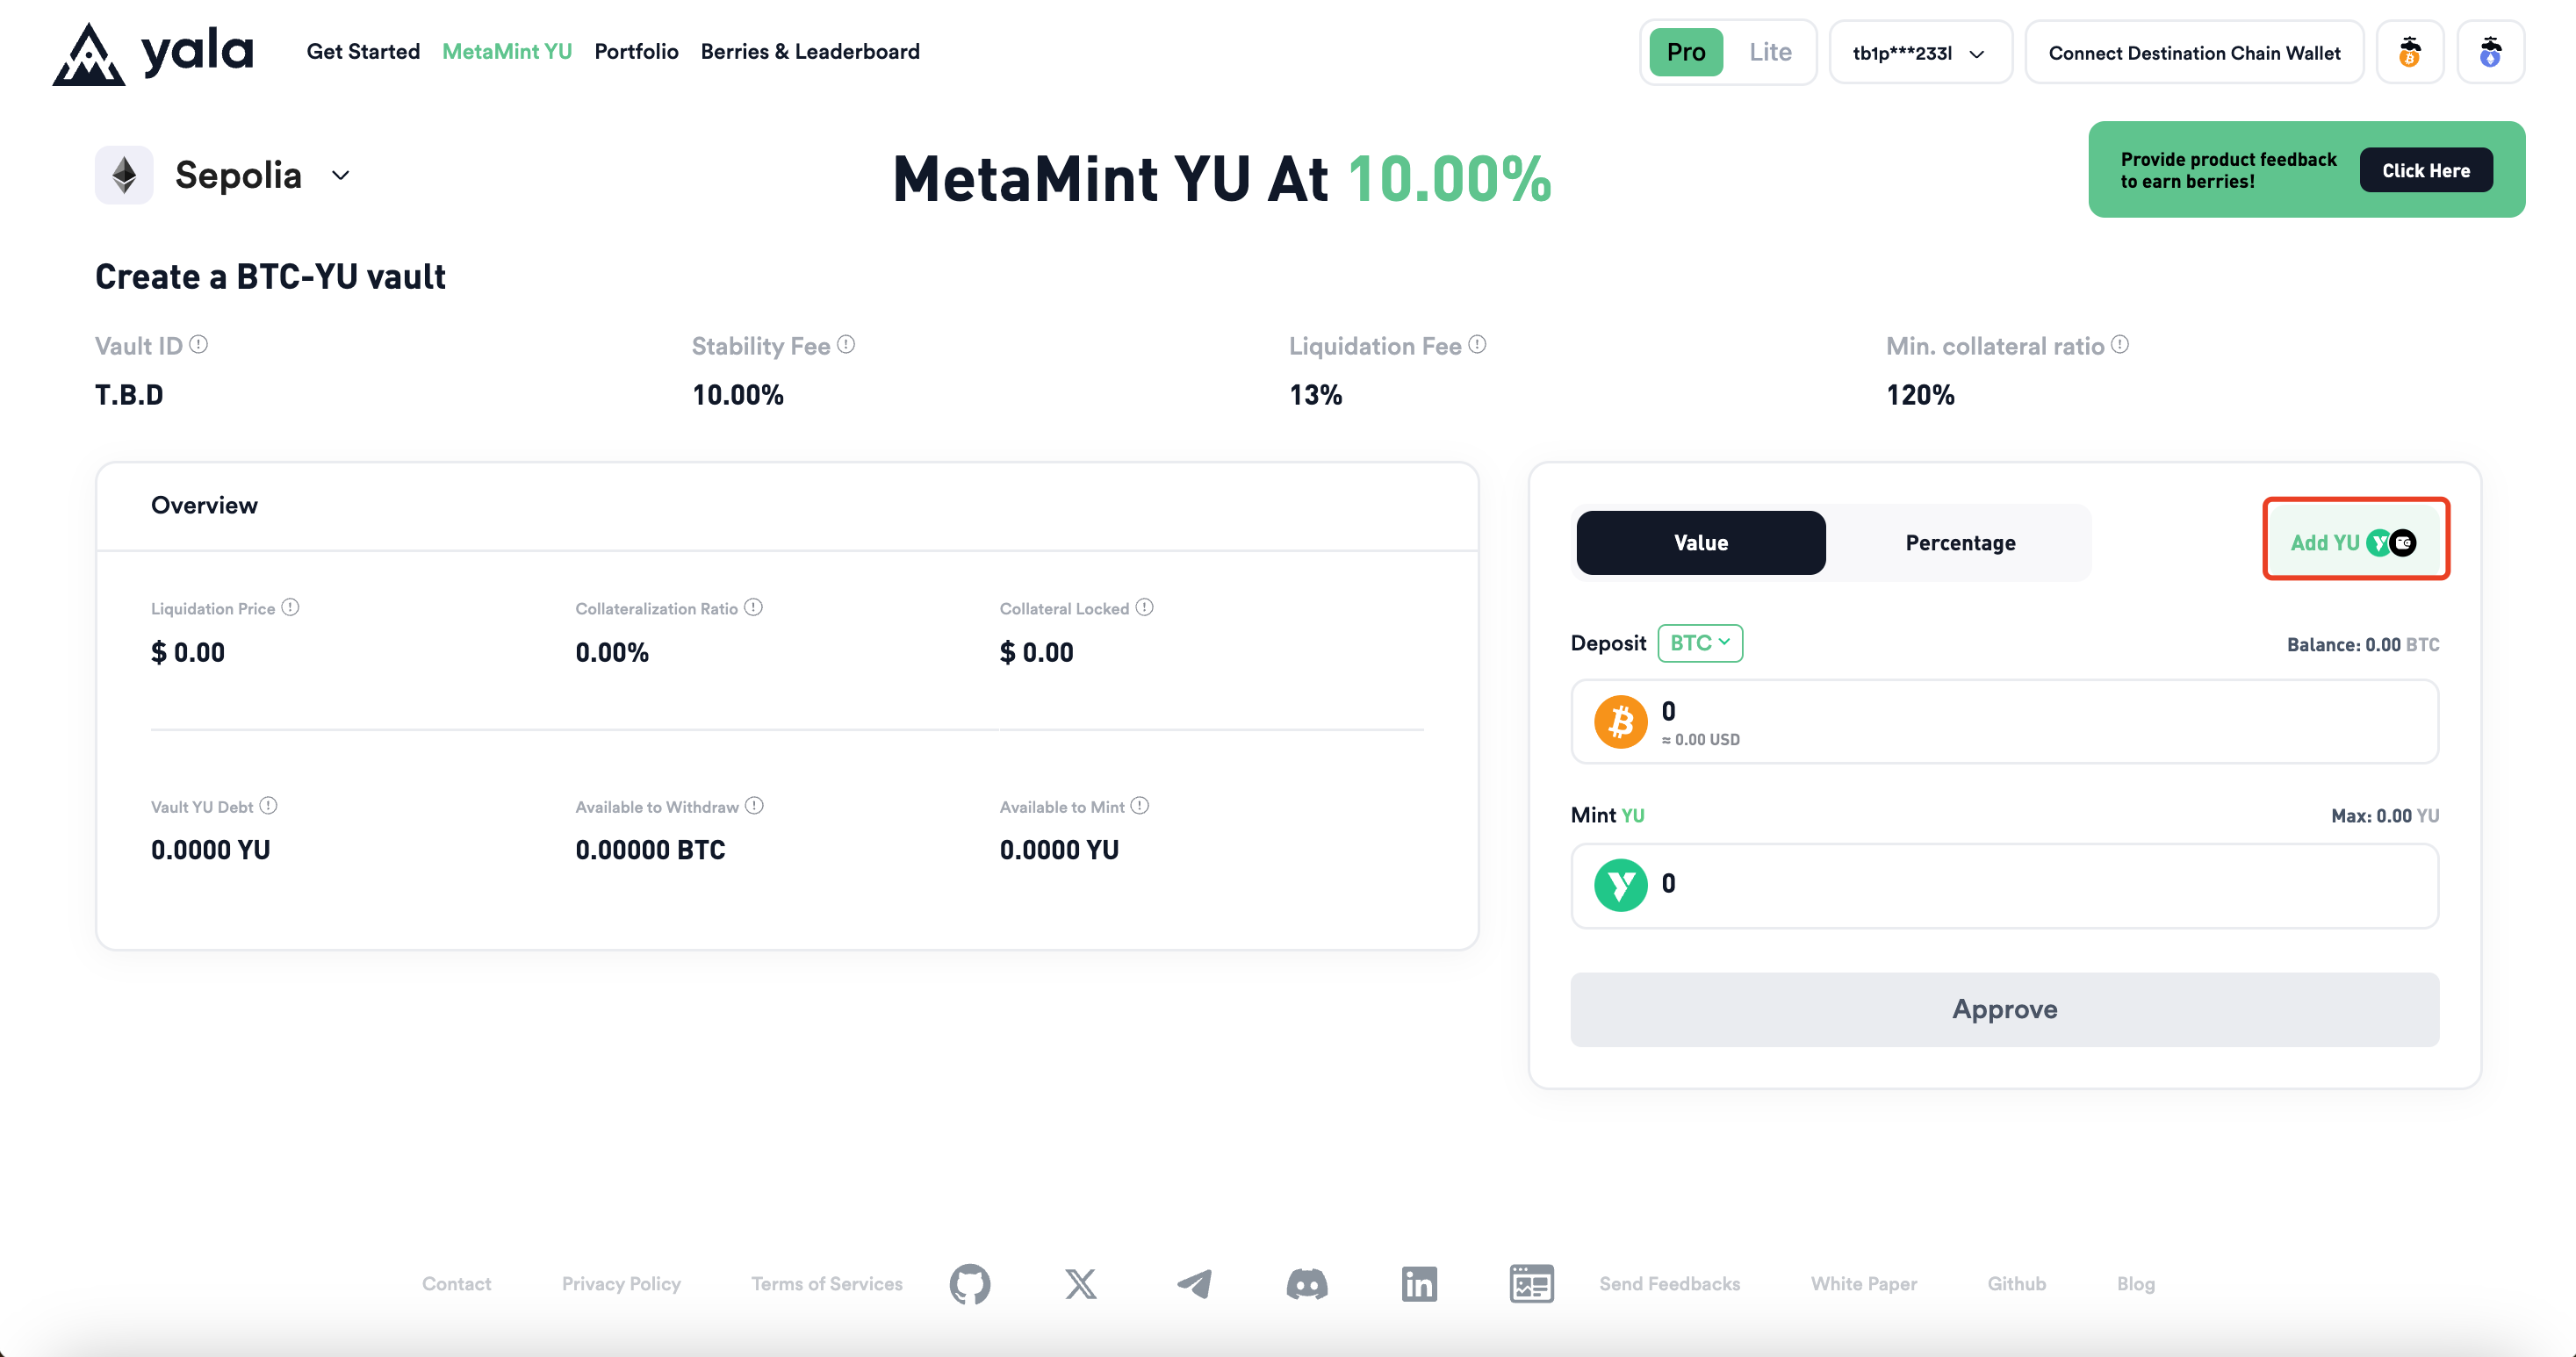 yala
Get Started MetaMint YU Portfolio Berries & Leaderboard
Pro Lite
tb1p***233l
Connect Destination Chain Wallet
Sepolia
MetaMint YU At 10.00%
Provide product feedback
to earn berries!
Click Here
Create a BTC-YU vault
Vault ID
T.B.D
Stability Fee
10.00%
Liquidation Fee
13%
Min. collateral ratio
120%
Overview
Liquidation Price
$ 0.00
Collateralization Ratio
0.00%
Collateral Locked
$ 0.00
Vault YU Debt
0.0000 YU
Available to Withdraw
0.00000 BTC
Available to Mint
0.0000 YU
Value Percentage
Add YU
Deposit BTC
Balance: 0.00 BTC
0
≈ 0.00 USD
Mint YU
Max: 0.00 YU
0
Approve
Contact Privacy Policy Terms of Services Send Feedbacks White Paper Github Blog